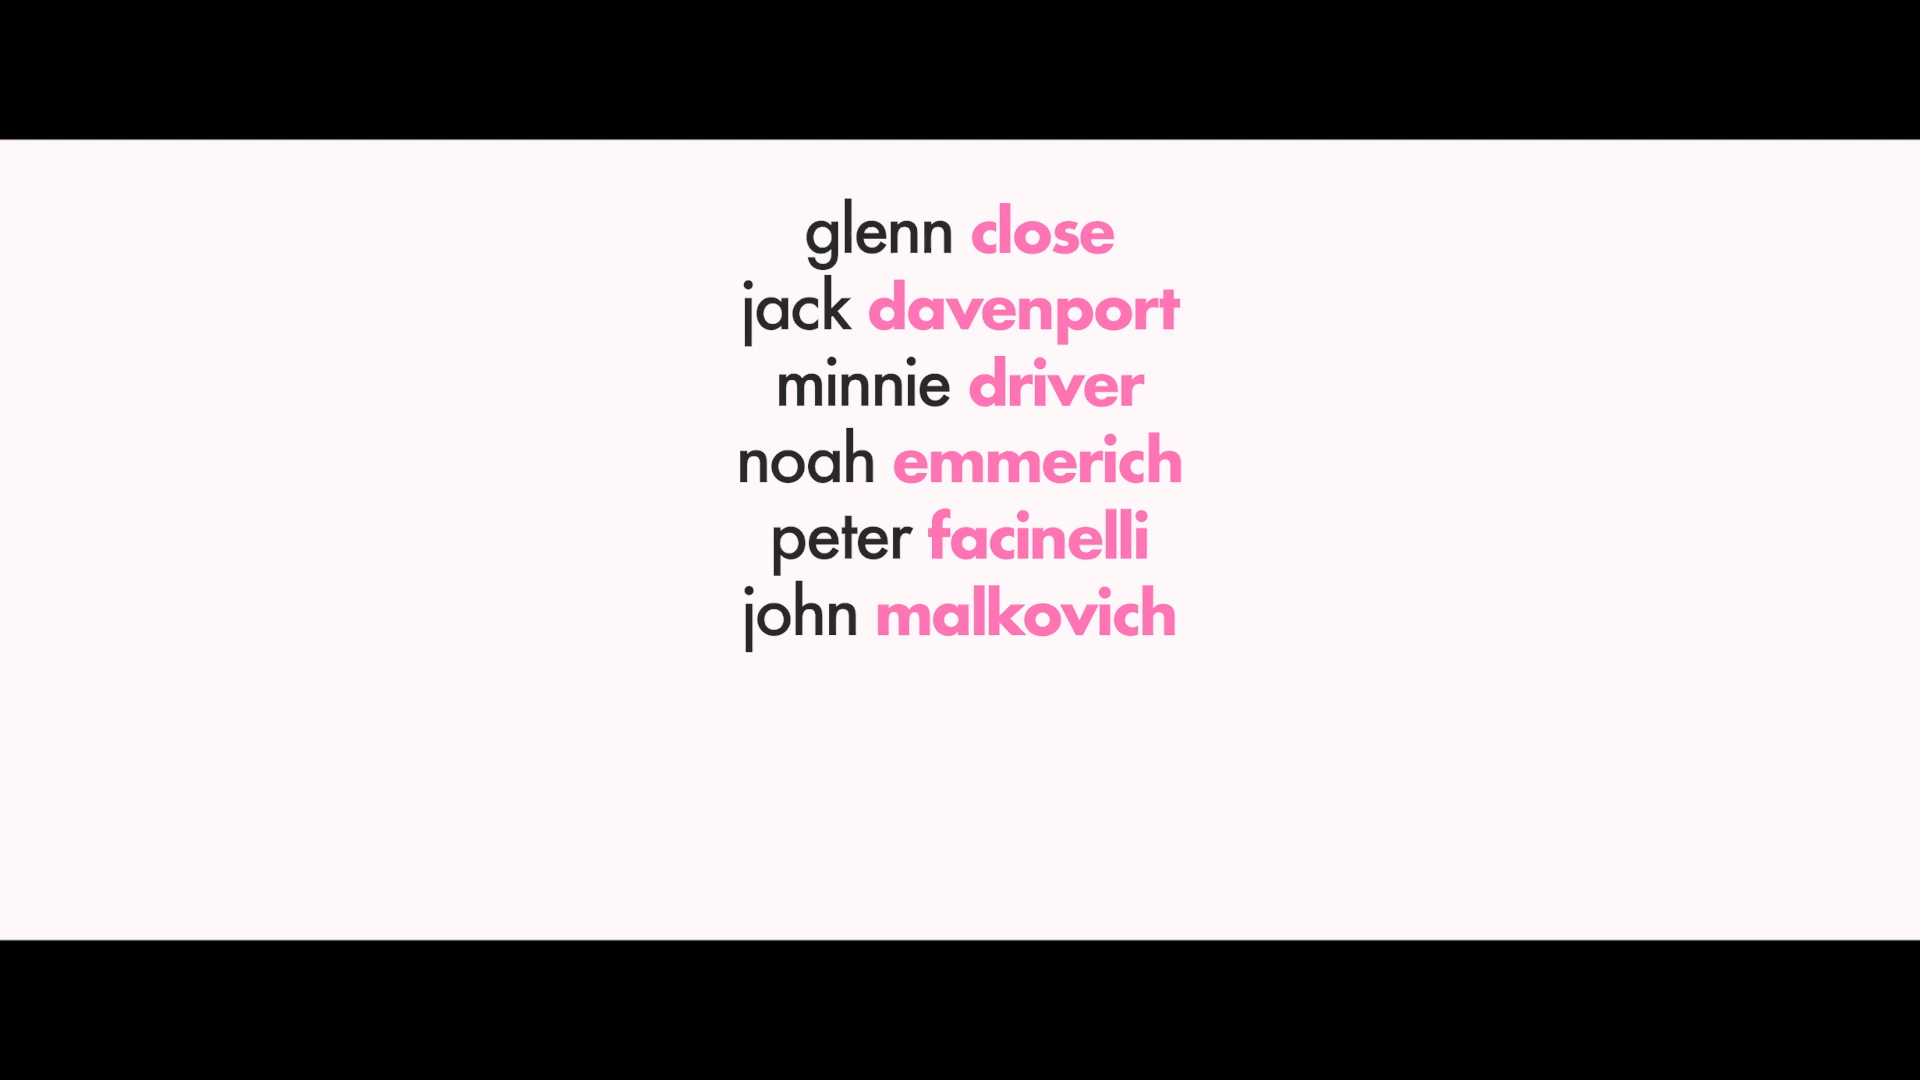 glenn close
jack davenport
minnie driver
noah emmerich
peter facinelli
john malkovich